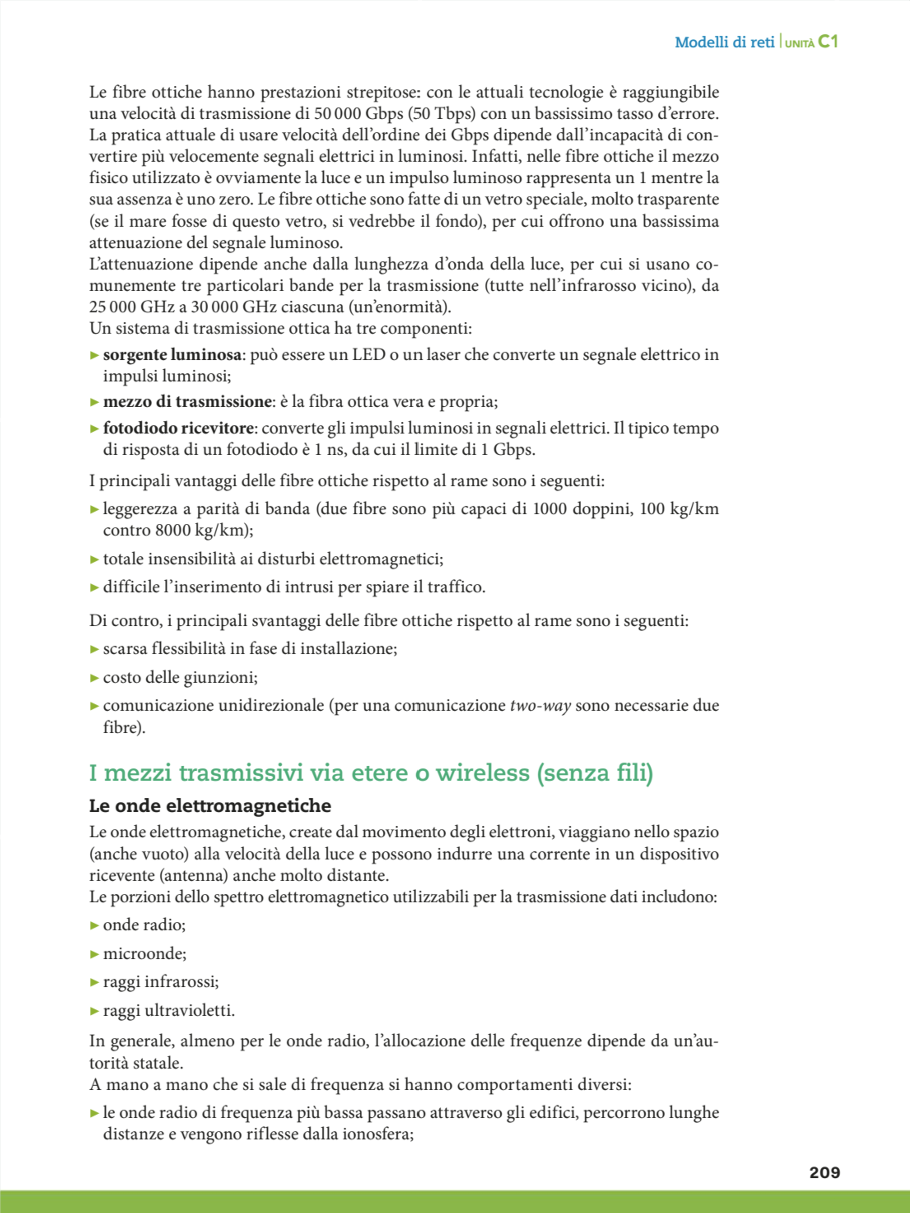 Modelli di reti | UNITÀ C1
Le fibre ottiche hanno prestazioni strepitose: con le attuali tecnologie è raggiungibile
una velocità di trasmissione di 50 000 Gbps (50 Tbps) con un bassissimo tasso d’errore.
La pratica attuale di usare velocità dell’ordine dei Gbps dipende dall’incapacità di con-
vertire più velocemente segnali elettrici in luminosi. Infatti, nelle fibre ottiche il mezzo
fisico utilizzato è ovviamente la luce e un impulso luminoso rappresenta un 1 mentre la
sua assenza è uno zero. Le fibre ottiche sono fatte di un vetro speciale, molto trasparente
(se il mare fosse di questo vetro, si vedrebbe il fondo), per cui offrono una bassissima
attenuazione del segnale luminoso.
L’attenuazione dipende anche dalla lunghezza d’onda della luce, per cui si usano co-
munemente tre particolari bande per la trasmissione (tutte nell’infrarosso vicino), da
25 000 GHz a 30 000 GHz ciascuna (un’enormità).
Un sistema di trasmissione ottica ha tre componenti:
▶ sorgente luminosa: può essere un LED o un laser che converte un segnale elettrico in
impulsi luminosi;
▶ mezzo di trasmissione: è la fibra ottica vera e propria;
▶ fotodiodo ricevitore: converte gli impulsi luminosi in segnali elettrici. Il tipico tempo
di risposta di un fotodiodo è 1 ns, da cui il limite di 1 Gbps.
I principali vantaggi delle fibre ottiche rispetto al rame sono i seguenti:
▶ leggerezza a parità di banda (due fibre sono più capaci di 1000 doppini, 100 kg/km
contro 8000 kg/km);
▶ totale insensibilità ai disturbi elettromagnetici;
▶ difficile l’inserimento di intrusi per spiare il traffico.
Di contro, i principali svantaggi delle fibre ottiche rispetto al rame sono i seguenti:
▶ scarsa flessibilità in fase di installazione;
▶ costo delle giunzioni;
▶ comunicazione unidirezionale (per una comunicazione two-way sono necessarie due
fibre).
I mezzi trasmissivi via etere o wireless (senza fili)
Le onde elettromagnetiche
Le onde elettromagnetiche, create dal movimento degli elettroni, viaggiano nello spazio
(anche vuoto) alla velocità della luce e possono indurre una corrente in un dispositivo
ricevente (antenna) anche molto distante.
Le porzioni dello spettro elettromagnetico utilizzabili per la trasmissione dati includono:
▶ onde radio;
▶ microonde;
▶ raggi infrarossi;
▶ raggi ultravioletti.
In generale, almeno per le onde radio, l’allocazione delle frequenze dipende da un’au-
torità statale.
A mano a mano che si sale di frequenza si hanno comportamenti diversi:
▶ le onde radio di frequenza più bassa passano attraverso gli edifici, percorrono lunghe
distanze e vengono riflesse dalla ionosfera;
209